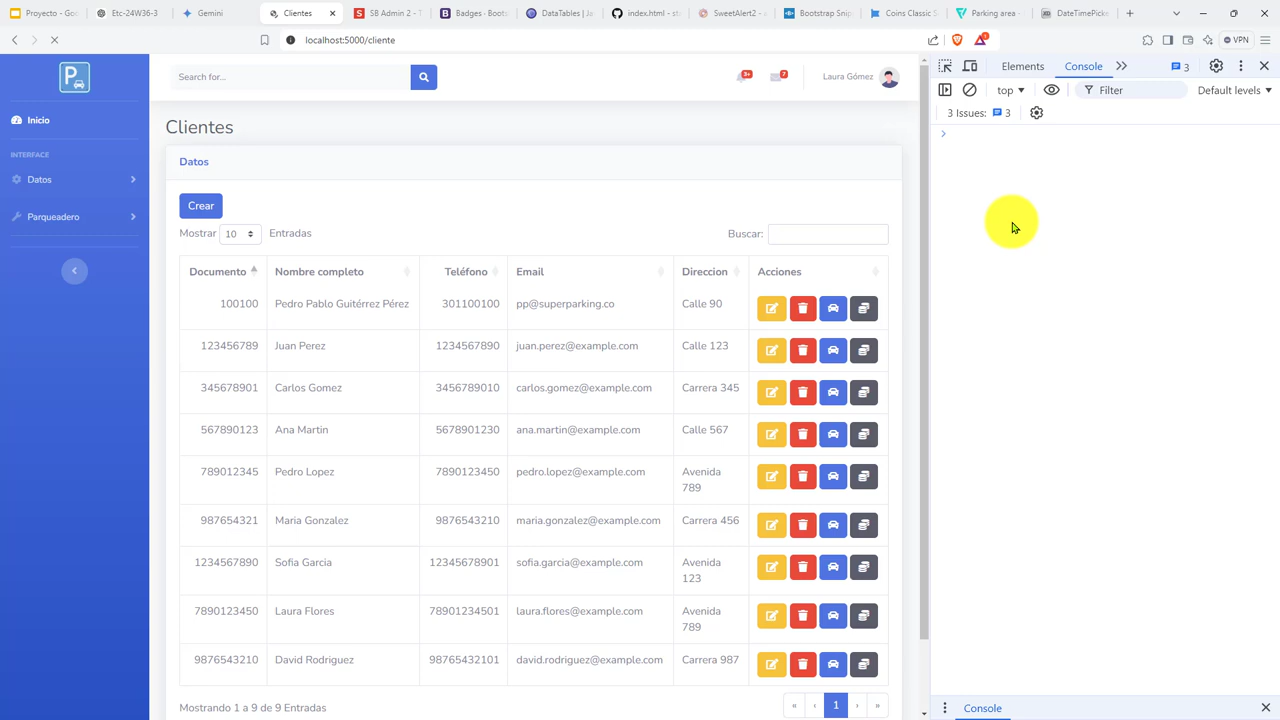 Proyecto - Goo
Etc-24W36-3
Gemini
Clientes
SB Admin 2 - T
Badges - Boots
DataTables | Ja
index.html - sta
SweetAlert2 - a
Bootstrap Snip
Coins Classic S
Parking area -
DateTimePicke
localhost:5000/cliente
VPN
P
Inicio
INTERFACE
Datos
Parqueadero
Search for...
3+
7
Laura Gómez
Clientes
Datos
Crear
Mostrar 10 Entradas
Buscar:
Documento Nombre completo Teléfono Email Direccion Acciones
100100 Pedro Pablo Guitérrez Pérez 301100100 pp@superparking.co Calle 90
123456789 Juan Perez 1234567890 juan.perez@example.com Calle 123
345678901 Carlos Gomez 3456789010 carlos.gomez@example.com Carrera 345
567890123 Ana Martin 5678901230 ana.martin@example.com Calle 567
789012345 Pedro Lopez 7890123450 pedro.lopez@example.com Avenida
789
987654321 Maria Gonzalez 9876543210 maria.gonzalez@example.com Carrera 456
1234567890 Sofia Garcia 12345678901 sofia.garcia@example.com Avenida
123
7890123450 Laura Flores 78901234501 laura.flores@example.com Avenida
789
9876543210 David Rodriguez 98765432101 david.rodriguez@example.com Carrera 987
Mostrando 1 a 9 de 9 Entradas
« ‹ 1 › »
Elements
Console
3
top
Filter
Default levels
3 Issues: 3
Console